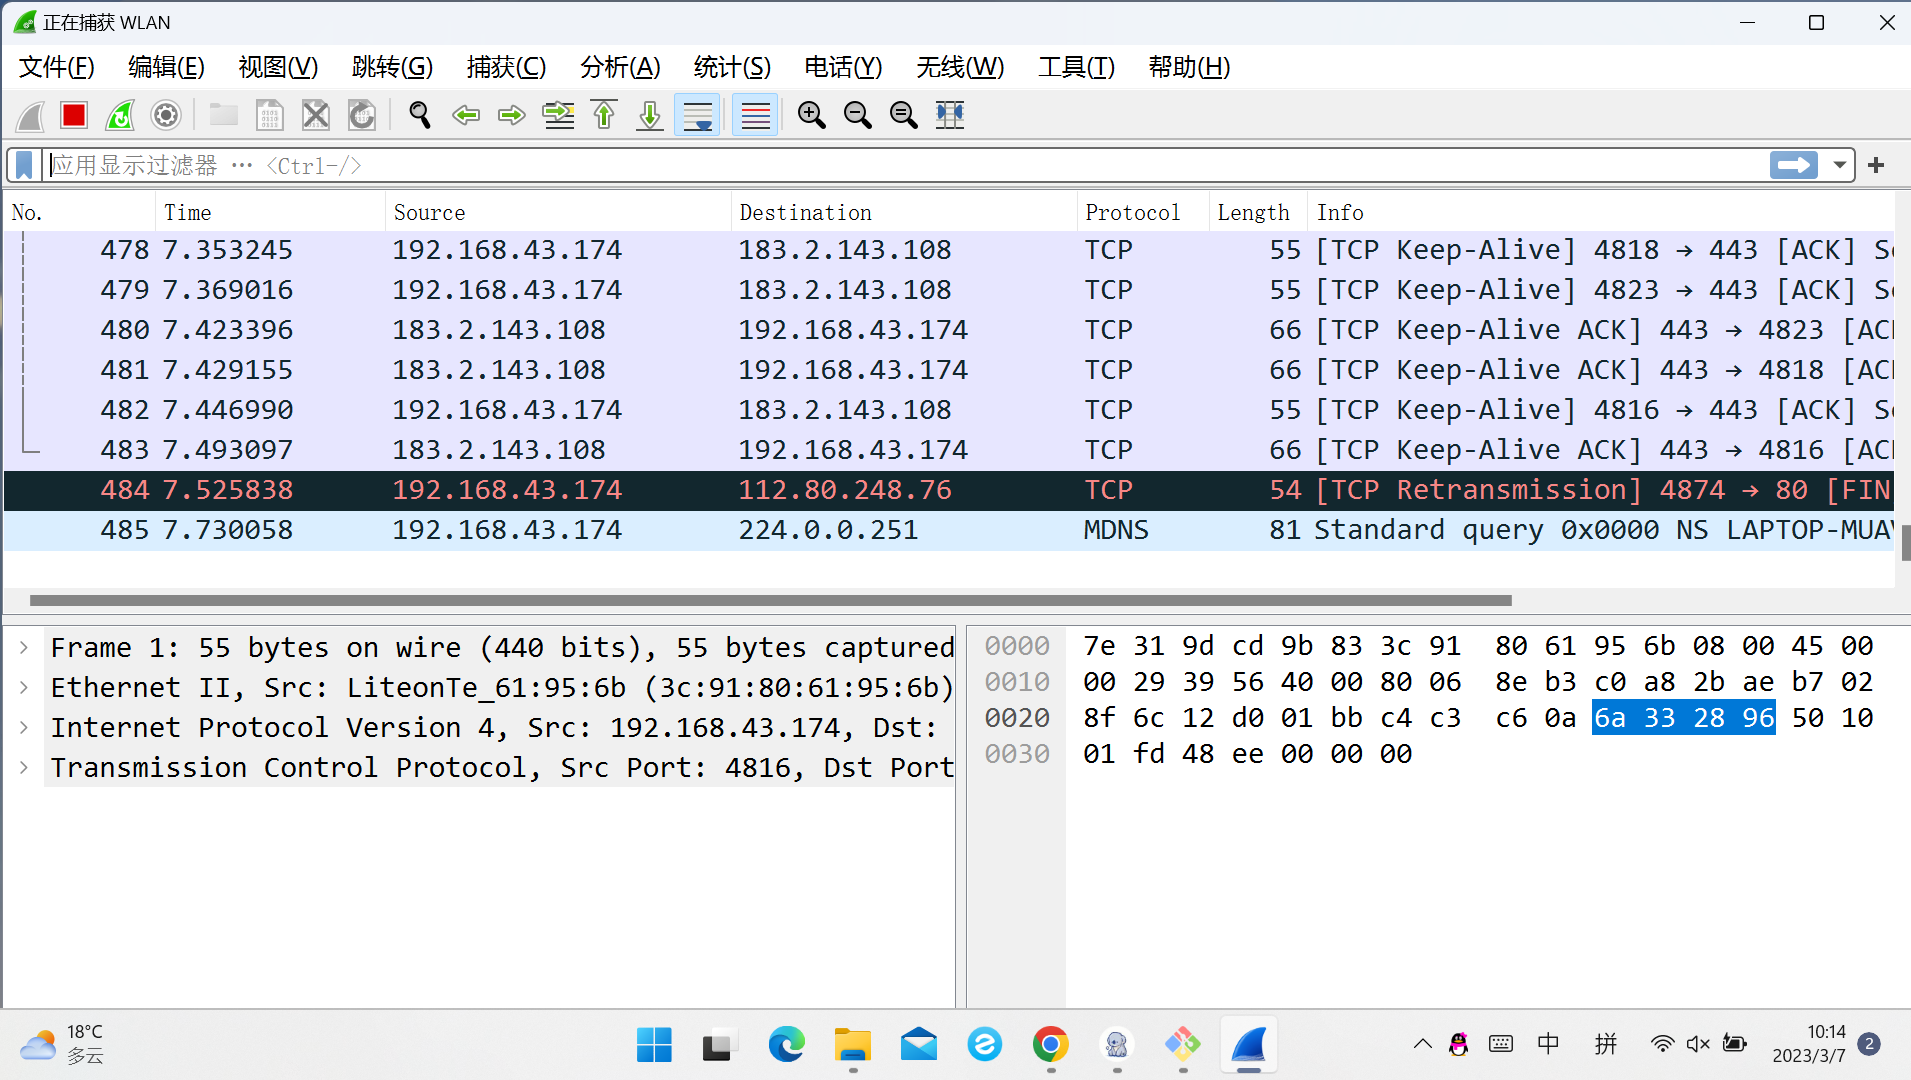 正在捕获 WLAN
文件(F) 编辑(E) 视图(V) 跳转(G) 捕获(C) 分析(A) 统计(S) 电话(Y) 无线(W) 工具(T) 帮助(H)
应用显示过滤器 … <Ctrl-/>
No. Time Source Destination Protocol Length Info
478 7.353245 192.168.43.174 183.2.143.108 TCP 55 [TCP Keep-Alive] 4818 → 443 [ACK] Se
479 7.369016 192.168.43.174 183.2.143.108 TCP 55 [TCP Keep-Alive] 4823 → 443 [ACK] Se
480 7.423396 183.2.143.108 192.168.43.174 TCP 66 [TCP Keep-Alive ACK] 443 → 4823 [ACK
481 7.429155 183.2.143.108 192.168.43.174 TCP 66 [TCP Keep-Alive ACK] 443 → 4818 [ACK
482 7.446990 192.168.43.174 183.2.143.108 TCP 55 [TCP Keep-Alive] 4816 → 443 [ACK] Se
483 7.493097 183.2.143.108 192.168.43.174 TCP 66 [TCP Keep-Alive ACK] 443 → 4816 [ACK
484 7.525838 192.168.43.174 112.80.248.76 TCP 54 [TCP Retransmission] 4874 → 80 [FIN
485 7.730058 192.168.43.174 224.0.0.251 MDNS 81 Standard query 0x0000 NS LAPTOP-MUAV
Frame 1: 55 bytes on wire (440 bits), 55 bytes captured
Ethernet II, Src: LiteonTe_61:95:6b (3c:91:80:61:95:6b)
Internet Protocol Version 4, Src: 192.168.43.174, Dst:
Transmission Control Protocol, Src Port: 4816, Dst Port
0000 7e 31 9d cd 9b 83 3c 91 80 61 95 6b 08 00 45 00
0010 00 29 39 56 40 00 80 06 8e b3 c0 a8 2b ae b7 02
0020 8f 6c 12 d0 01 bb c4 c3 c6 0a 6a 33 28 96 50 10
0030 01 fd 48 ee 00 00 00
18°C
多云
中 拼
10:14
2023/3/7
2